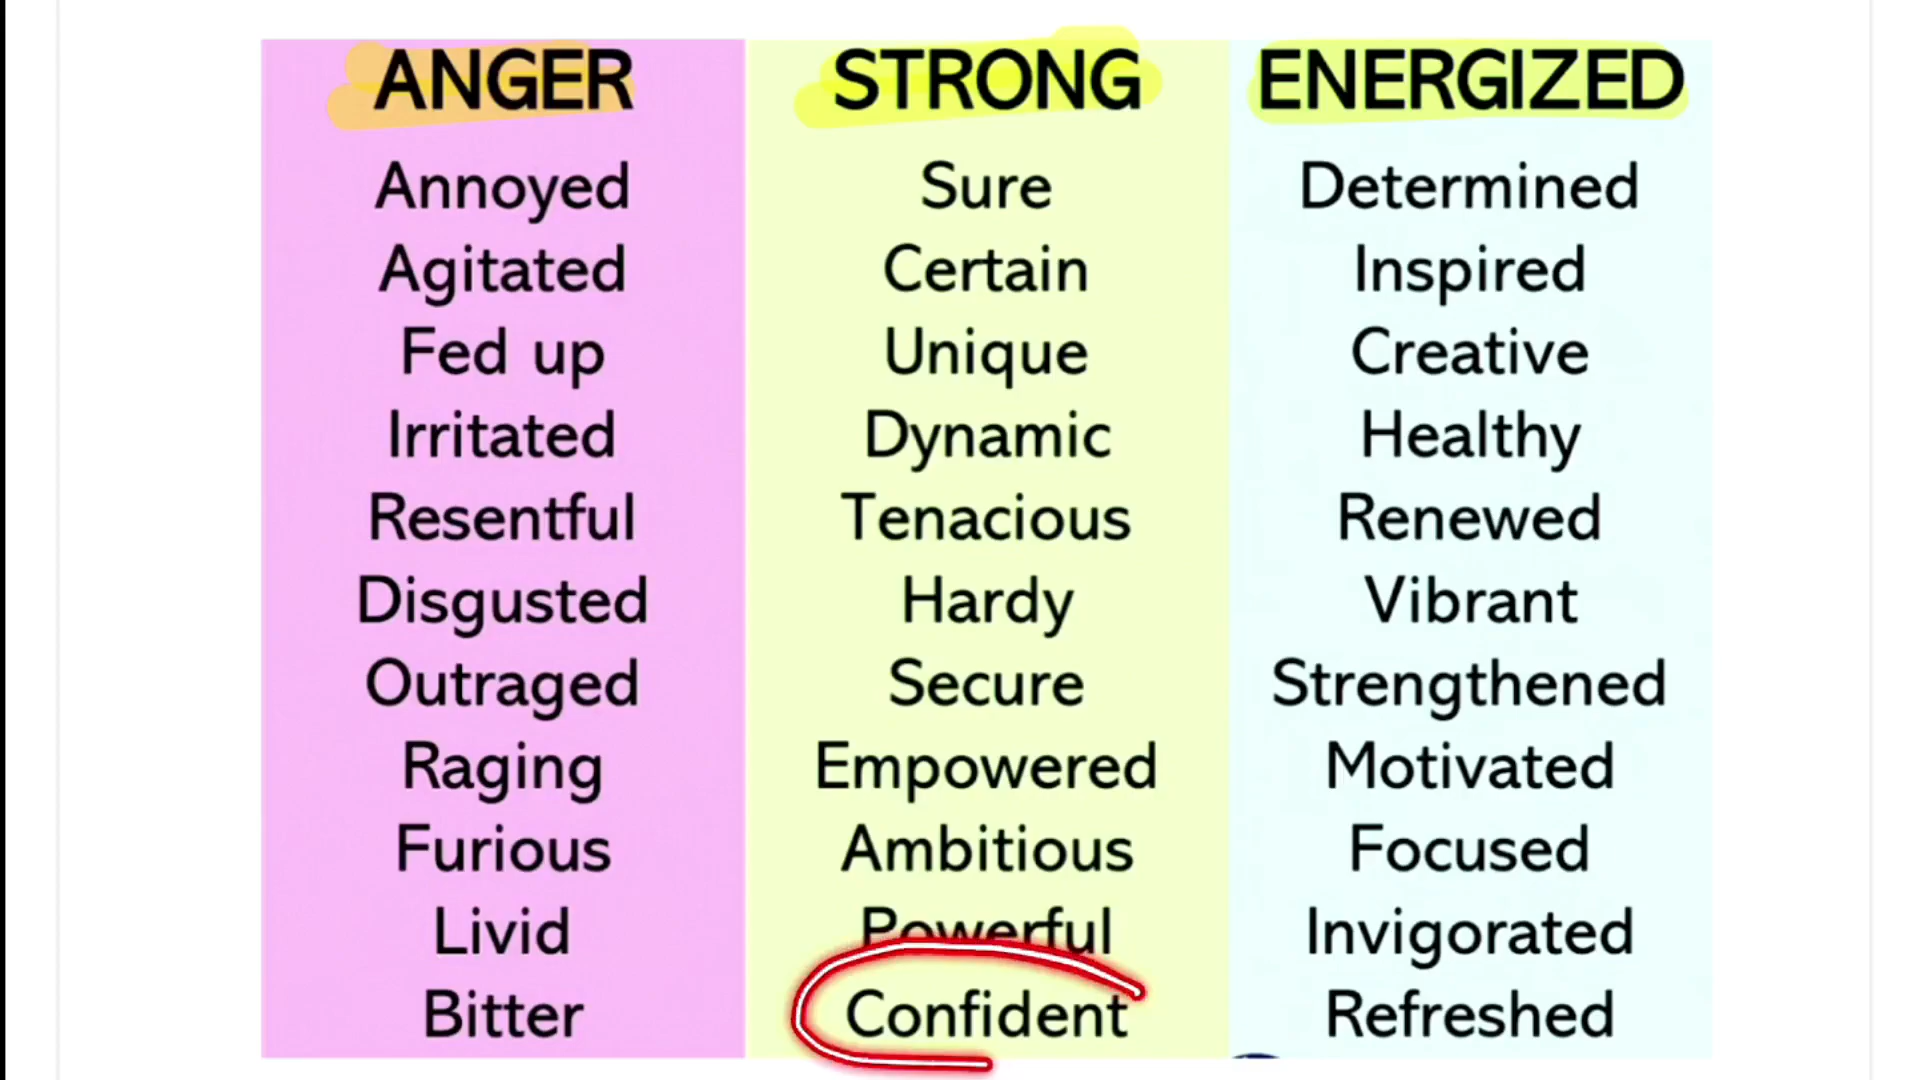 ANGER STRONG ENERGIZED
Annoyed Sure Determined
Agitated Certain Inspired
Fed up Unique Creative
Irritated Dynamic Healthy
Resentful Tenacious Renewed
Disgusted Hardy Vibrant
Outraged Secure Strengthened
Raging Empowered Motivated
Furious Ambitious Focused
Livid Powerful Invigorated
Bitter Confident Refreshed